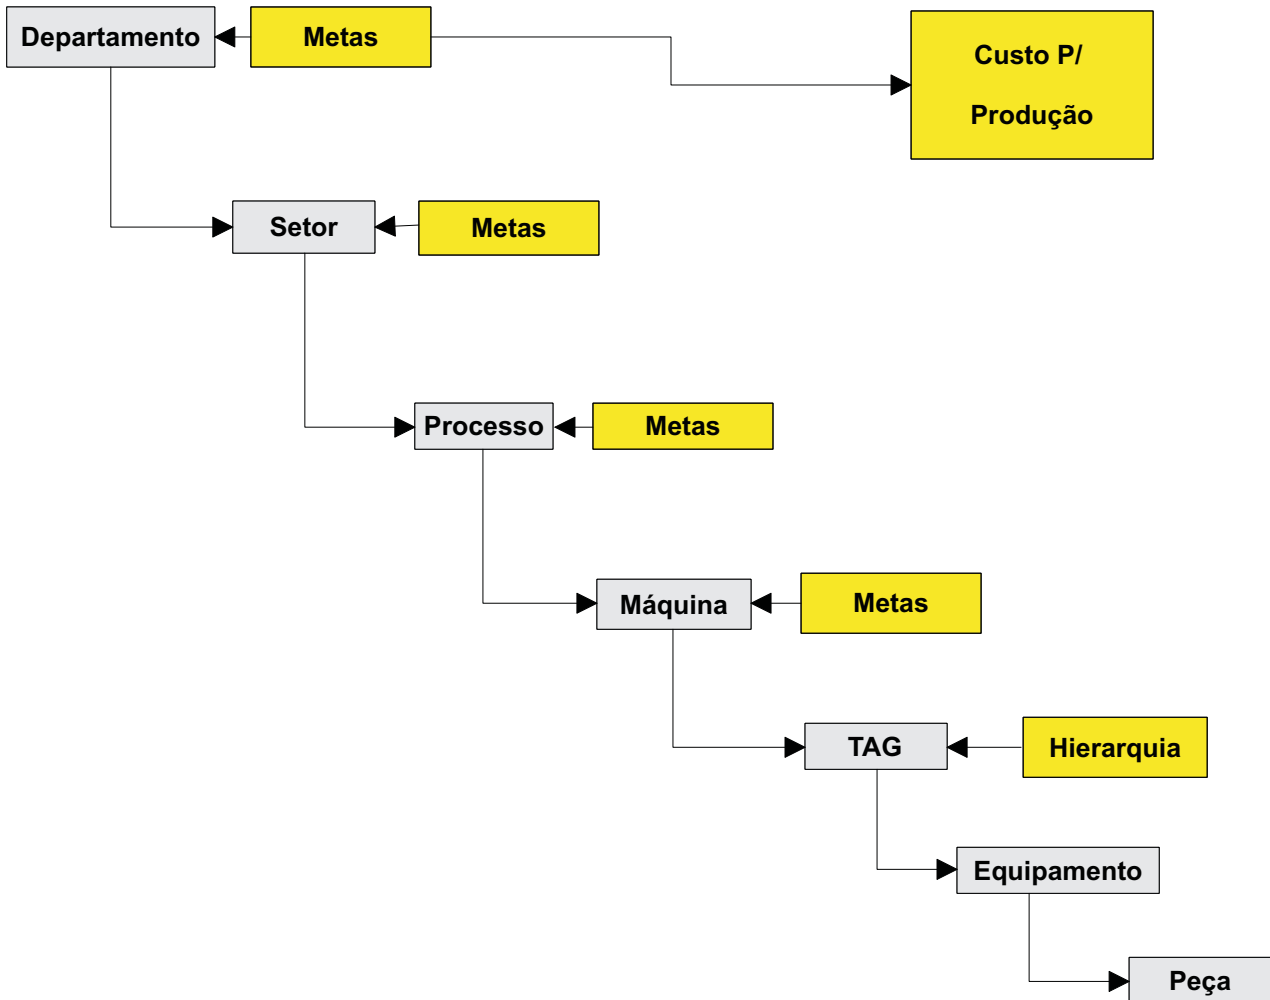 Departamento
Metas
Custo P/
Produção
Setor
Metas
Processo
Metas
Máquina
Metas
TAG
Hierarquia
Equipamento
Peça